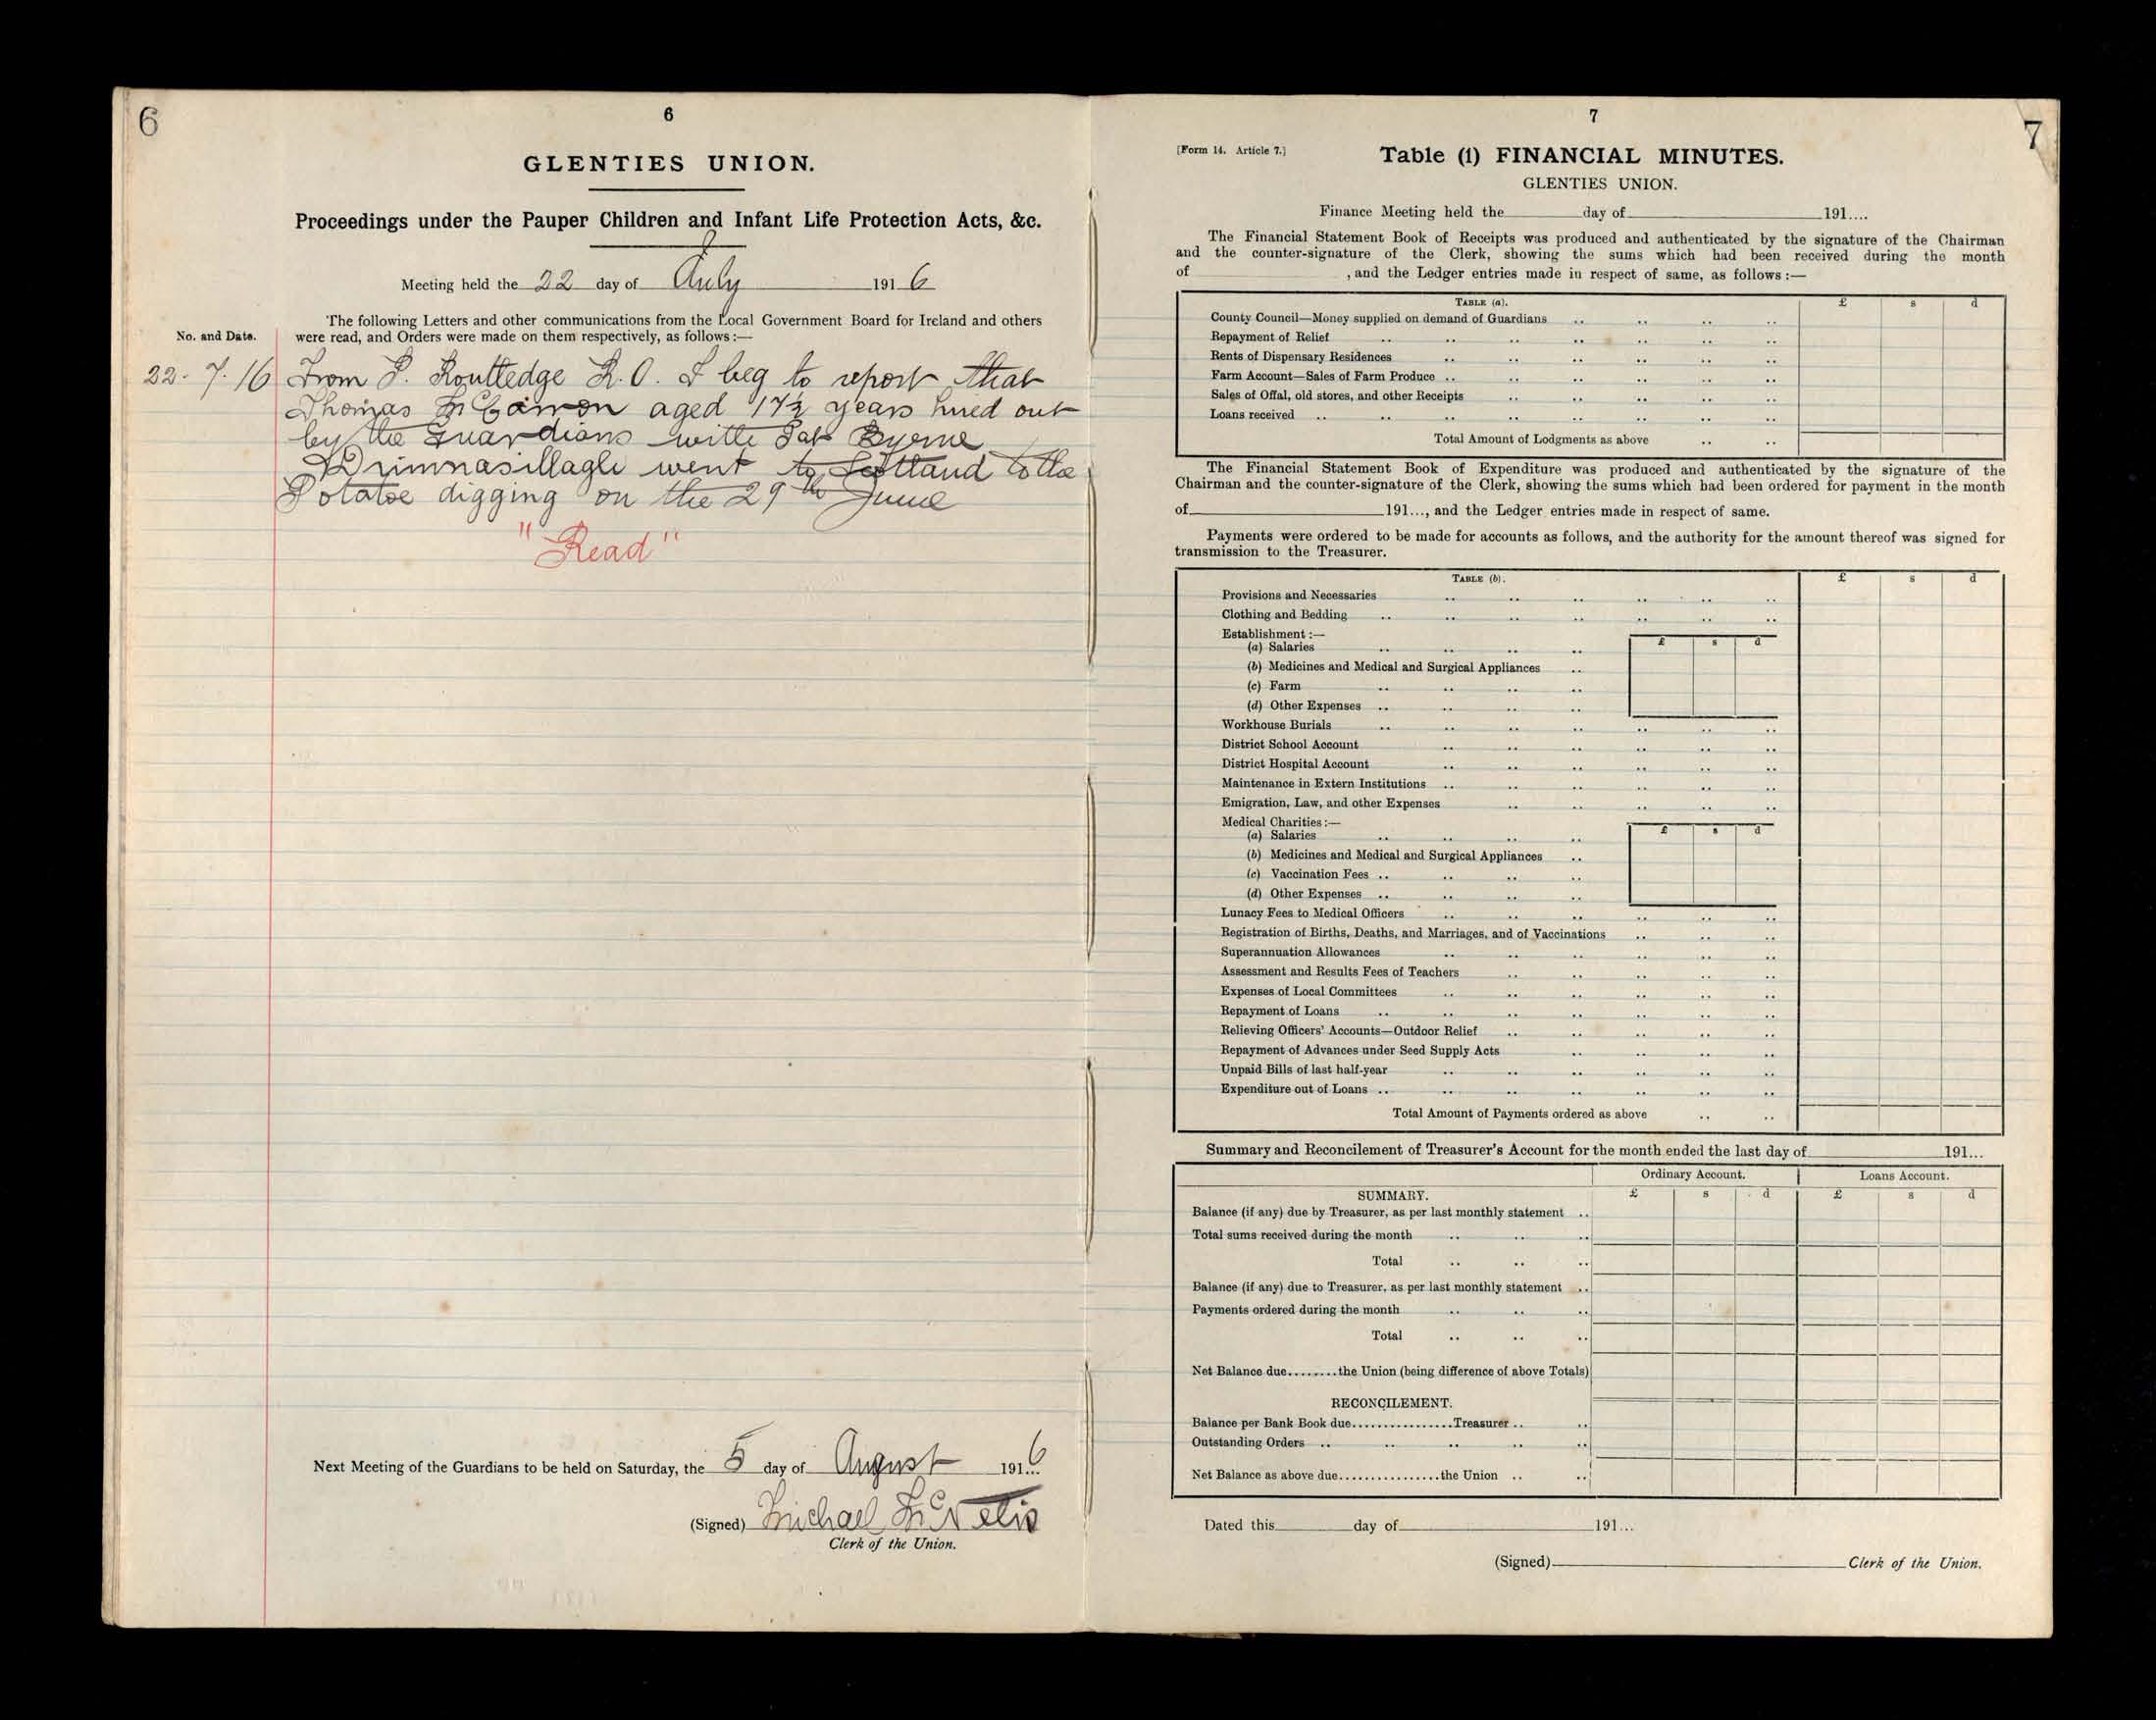 6
6
GLENTIES UNION.
Proceedings under the Pauper Children and Infant Life Protection Acts, &c.
Meeting held the 22 day of July 1916
The following Letters and other communications from the Local Government Board for Ireland and others
No. and Date. were read, and Orders were made on them respectively, as follows :—
22.7.16 From P. Routledge R.O. I beg to report that
Thomas aged 17½ years hired out
by the Guardians with Pat Byrne
Drimnasillagh went to Scotland to the
Potatoe digging on the 29th June
"Read"
Next Meeting of the Guardians to be held on Saturday, the 5 day of August 191...6
(Signed) Michael McNelis
Clerk of the Union.
7
7
[Form 14. Article 7.]
Table (1) FINANCIAL MINUTES.
GLENTIES UNION.
Finance Meeting held the day of 191....
The Financial Statement Book of Receipts was produced and authenticated by the signature of the Chairman
and the counter-signature of the Clerk, showing the sums which had been received during the month
of , and the Ledger entries made in respect of same, as follows :—
TABLE (a). £ s d
County Council—Money supplied on demand of Guardians .. .. .. ..
Repayment of Relief .. .. .. .. .. .. ..
Rents of Dispensary Residences .. .. .. .. .. ..
Farm Account—Sales of Farm Produce .. .. .. .. .. ..
Sales of Offal, old stores, and other Receipts .. .. .. .. ..
Loans received .. .. .. .. .. .. .. ..
Total Amount of Lodgments as above .. ..
The Financial Statement Book of Expenditure was produced and authenticated by the signature of the
Chairman and the counter-signature of the Clerk, showing the sums which had been ordered for payment in the month
of 191..., and the Ledger entries made in respect of same.
Payments were ordered to be made for accounts as follows, and the authority for the amount thereof was signed for
transmission to the Treasurer.
TABLE (b). £ s d
Provisions and Necessaries .. .. .. .. .. ..
Clothing and Bedding .. .. .. .. .. .. ..
Establishment :—
£ s d
(a) Salaries .. .. .. ..
(b) Medicines and Medical and Surgical Appliances ..
(c) Farm .. .. .. ..
(d) Other Expenses .. .. .. ..
Workhouse Burials .. .. .. .. .. .. ..
District School Account .. .. .. .. .. ..
District Hospital Account .. .. .. .. .. ..
Maintenance in Extern Institutions .. .. .. .. .. ..
Emigration, Law, and other Expenses .. .. .. .. ..
Medical Charities :—
£ s d
(a) Salaries .. .. .. ..
(b) Medicines and Medical and Surgical Appliances ..
(c) Vaccination Fees .. .. .. ..
(d) Other Expenses .. .. .. ..
Lunacy Fees to Medical Officers .. .. .. .. .. ..
Registration of Births, Deaths, and Marriages, and of Vaccinations .. .. ..
Superannuation Allowances .. .. .. .. .. ..
Assessment and Results Fees of Teachers .. .. .. .. ..
Expenses of Local Committees .. .. .. .. .. ..
Repayment of Loans .. .. .. .. .. .. ..
Relieving Officers' Accounts—Outdoor Relief .. .. .. .. ..
Repayment of Advances under Seed Supply Acts .. .. .. ..
Unpaid Bills of last half-year .. .. .. .. .. ..
Expenditure out of Loans .. .. .. .. .. .. ..
Total Amount of Payments ordered as above .. ..
Summary and Reconcilement of Treasurer's Account for the month ended the last day of 191...
Ordinary Account. Loans Account.
SUMMARY. £ s d £ s d
Balance (if any) due by Treasurer, as per last monthly statement ..
Total sums received during the month .. .. ..
Total .. .. ..
Balance (if any) due to Treasurer, as per last monthly statement ..
Payments ordered during the month .. .. ..
Total .. .. ..
Net Balance due........the Union (being difference of above Totals)
RECONCILEMENT.
Balance per Bank Book due................Treasurer .. ..
Outstanding Orders .. .. .. .. ..
Net Balance as above due................the Union .. ..
Dated this day of 191...
(Signed) Clerk of the Union.